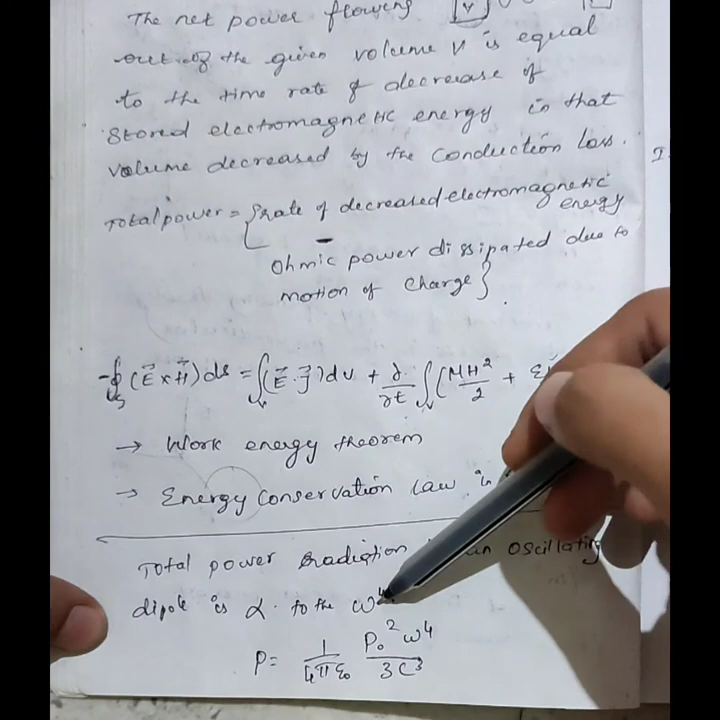 The net power flowing [V]
out of the given volume v is equal
to the time rate of decrease of
stored electromagnetic energy in that
volume decreased by the conduction loss.
Total power = {rate of decreased electromagnetic
energy
-
Ohmic power dissipated due to
motion of charge}.
-∮s (E⃗ × H⃗) ds = ∫v (E⃗ . J⃗) dv + ∂/∂t ∫v (μH²/2 + ε
→ Work energy theorem
→ Energy conservation law in
Total power radiation an oscillating
dipole is α. to the ω⁴
P = 1/4πε₀ P₀²ω⁴/3C³